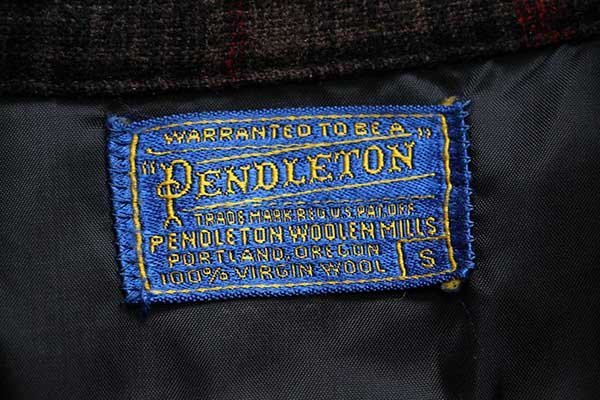 WARRANTED TO BE A
"PENDLETON"
TRADE MARK REG. U.S. PAT. OFF.
PENDLETON WOOLEN MILLS
PORTLAND, OREGON
100% VIRGIN WOOL
S